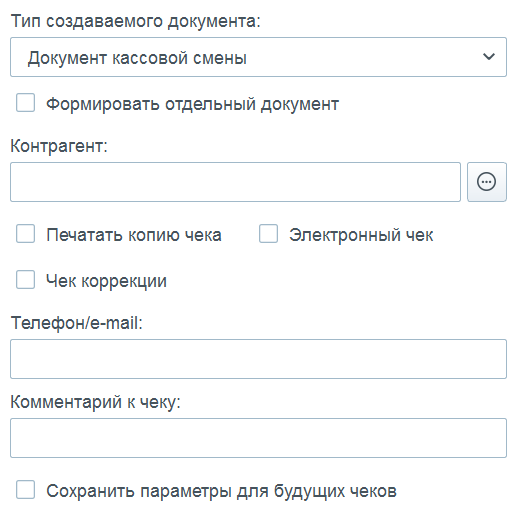 Тип создаваемого документа:
Документ кассовой смены
Формировать отдельный документ
Контрагент:
Печатать копию чека Электронный чек
Чек коррекции
Телефон/e-mail:
Комментарий к чеку:
Сохранить параметры для будущих чеков